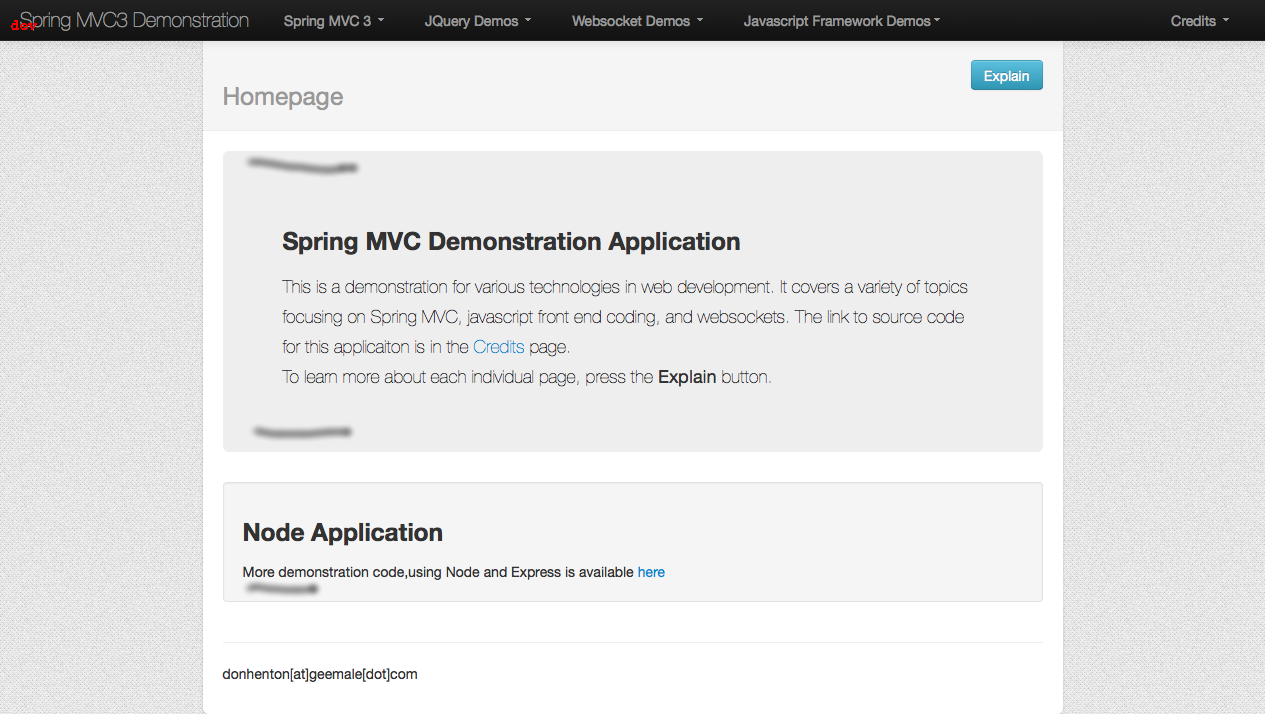 dev
Spring MVC3 Demonstration Spring MVC 3 JQuery Demos Websocket Demos Javascript Framework Demos Credits
Explain
Homepage
Spring MVC Demonstration Application
This is a demonstration for various technologies in web development. It covers a variety of topics
focusing on Spring MVC, javascript front end coding, and websockets. The link to source code
for this applicaiton is in the Credits page.
To learn more about each individual page, press the Explain button.
Node Application
More demonstration code,using Node and Express is available here
donhenton[at]geemale[dot]com